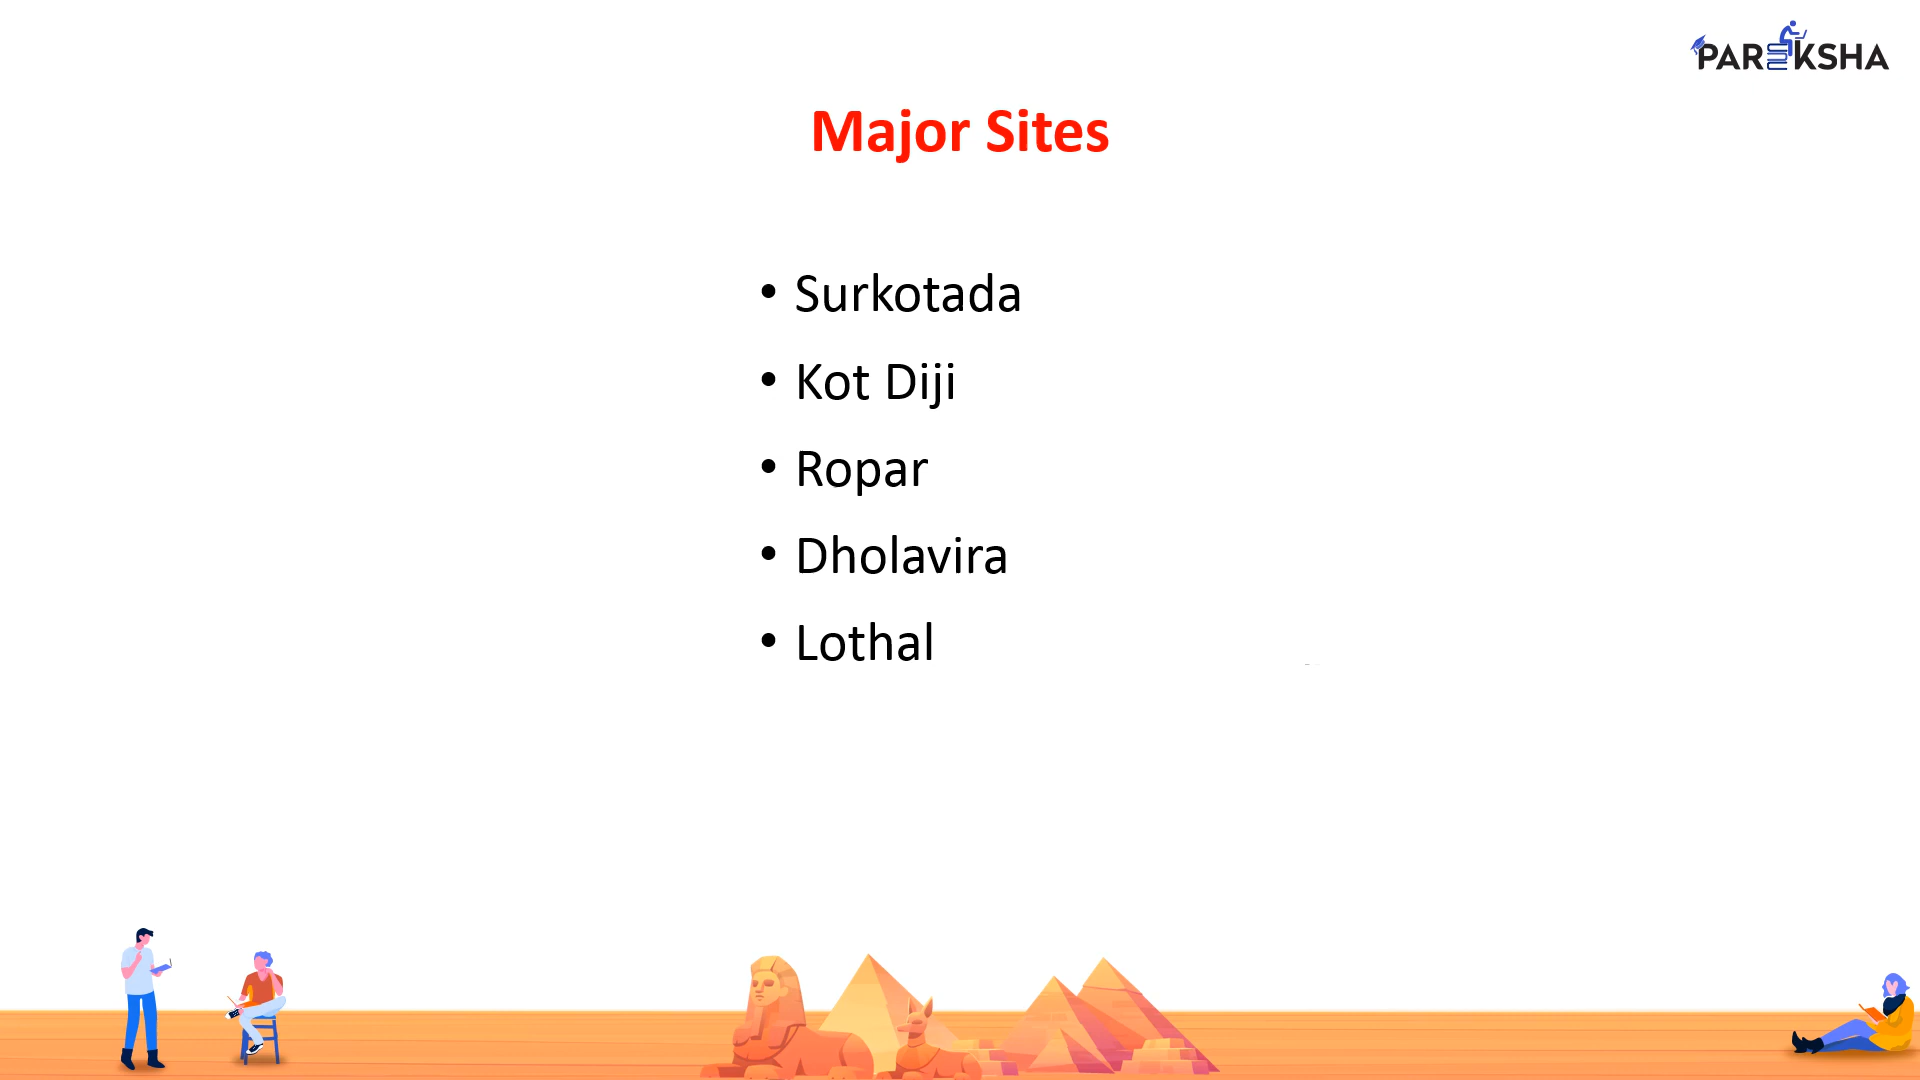 PAREEKSHA
Major Sites
• Surkotada
• Kot Diji
• Ropar
• Dholavira
• Lothal